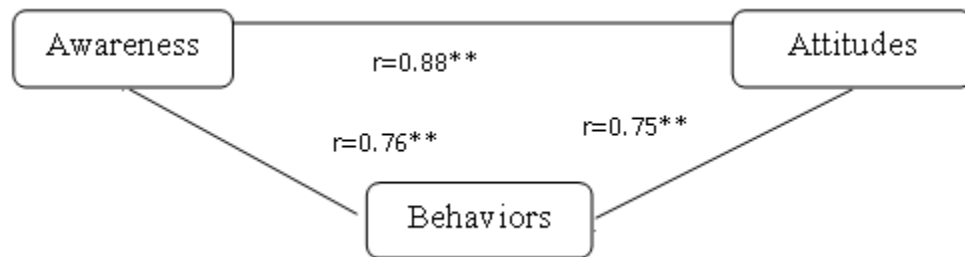 Awareness
Attitudes
r=0.88**
r=0.76**
r=0.75**
Behaviors